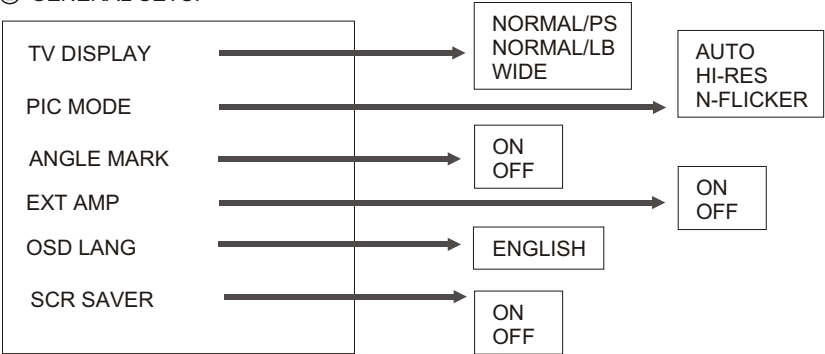 GENERAL SETUP
TV DISPLAY
NORMAL/PS
NORMAL/LB
WIDE
PIC MODE
AUTO
HI-RES
N-FLICKER
ANGLE MARK
ON
OFF
EXT AMP
ON
OFF
OSD LANG
ENGLISH
SCR SAVER
ON
OFF